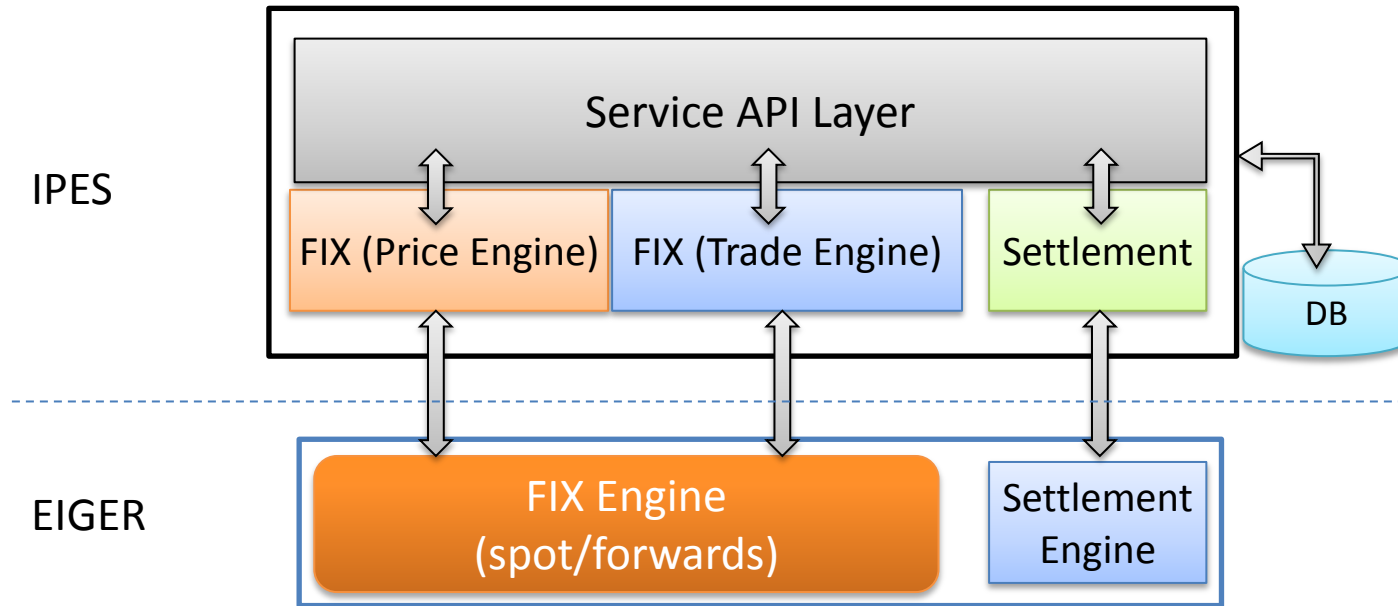 Service API Layer
IPES
FIX (Price Engine)
FIX (Trade Engine)
Settlement
DB
EIGER
FIX Engine
(spot/forwards)
Settlement
Engine